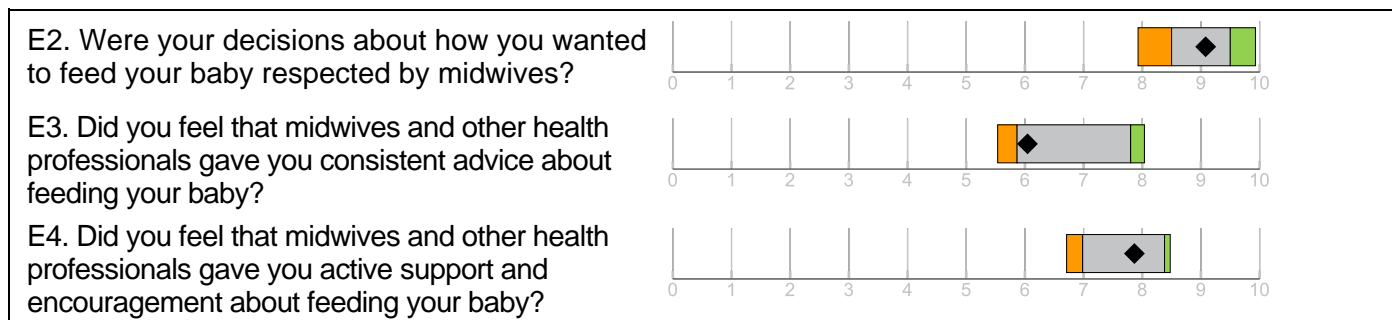 E2. Were your decisions about how you wanted
to feed your baby respected by midwives?
0 1 2 3 4 5 6 7 8 9 10
E3. Did you feel that midwives and other health
professionals gave you consistent advice about
feeding your baby?
0 1 2 3 4 5 6 7 8 9 10
E4. Did you feel that midwives and other health
professionals gave you active support and
encouragement about feeding your baby?
0 1 2 3 4 5 6 7 8 9 10